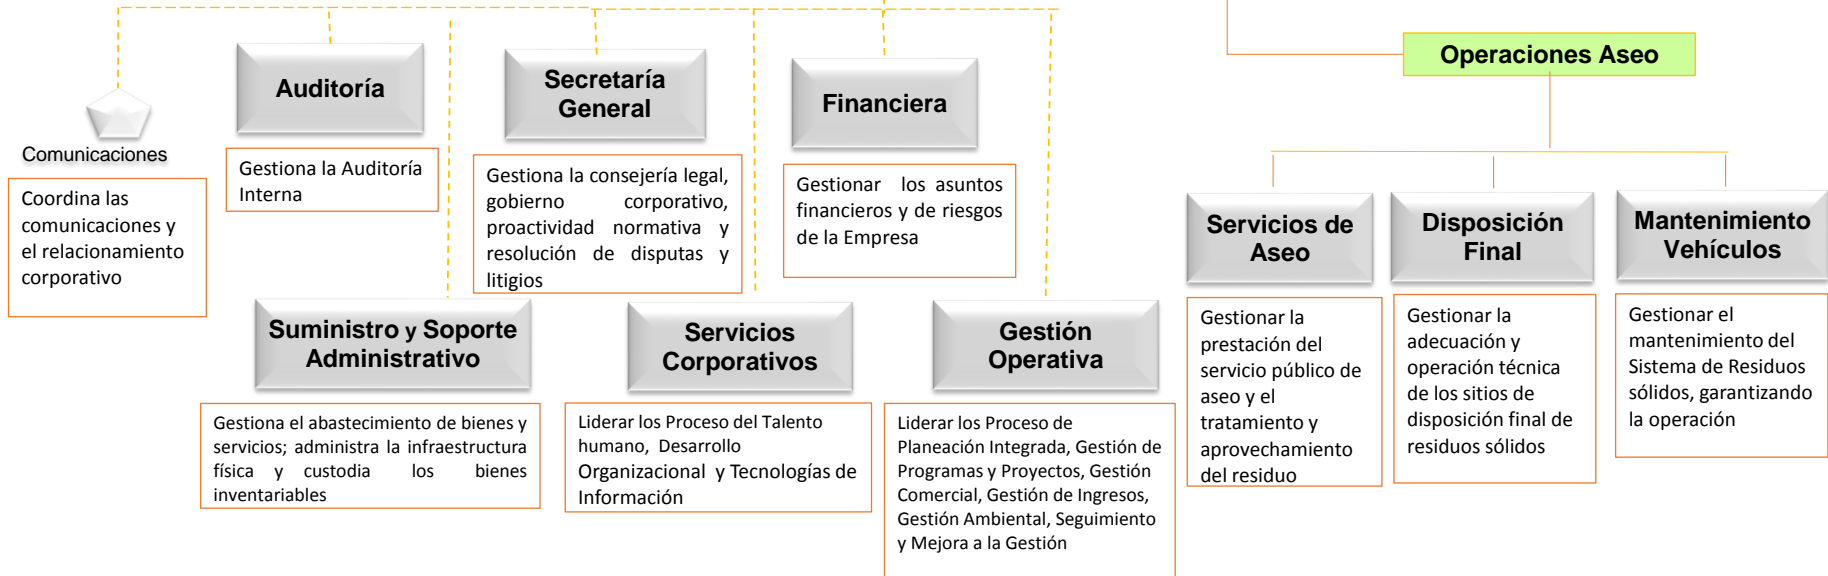 Comunicaciones
Coordina las
comunicaciones y
el relacionamiento
corporativo
Auditoría
Gestiona la Auditoría
Interna
Secretaría
General
Gestiona la consejería legal,
gobierno corporativo,
proactividad normativa y
resolución de disputas y
litigios
Financiera
Gestionar los asuntos
financieros y de riesgos
de la Empresa
Suministro y Soporte
Administrativo
Gestiona el abastecimiento de bienes y
servicios; administra la infraestructura
física y custodia los bienes
inventariables
Servicios
Corporativos
Liderar los Proceso del Talento
humano, Desarrollo
Organizacional y Tecnologías de
Información
Gestión
Operativa
Liderar los Proceso de
Planeación Integrada, Gestión de
Programas y Proyectos, Gestión
Comercial, Gestión de Ingresos,
Gestión Ambiental, Seguimiento
y Mejora a la Gestión
Operaciones Aseo
Servicios de
Aseo
Gestionar la
prestación del
servicio público de
aseo y el
tratamiento y
aprovechamiento
del residuo
Disposición
Final
Gestionar la
adecuación y
operación técnica
de los sitios de
disposición final de
residuos sólidos
Mantenimiento
Vehículos
Gestionar el
mantenimiento del
Sistema de Residuos
sólidos, garantizando
la operación